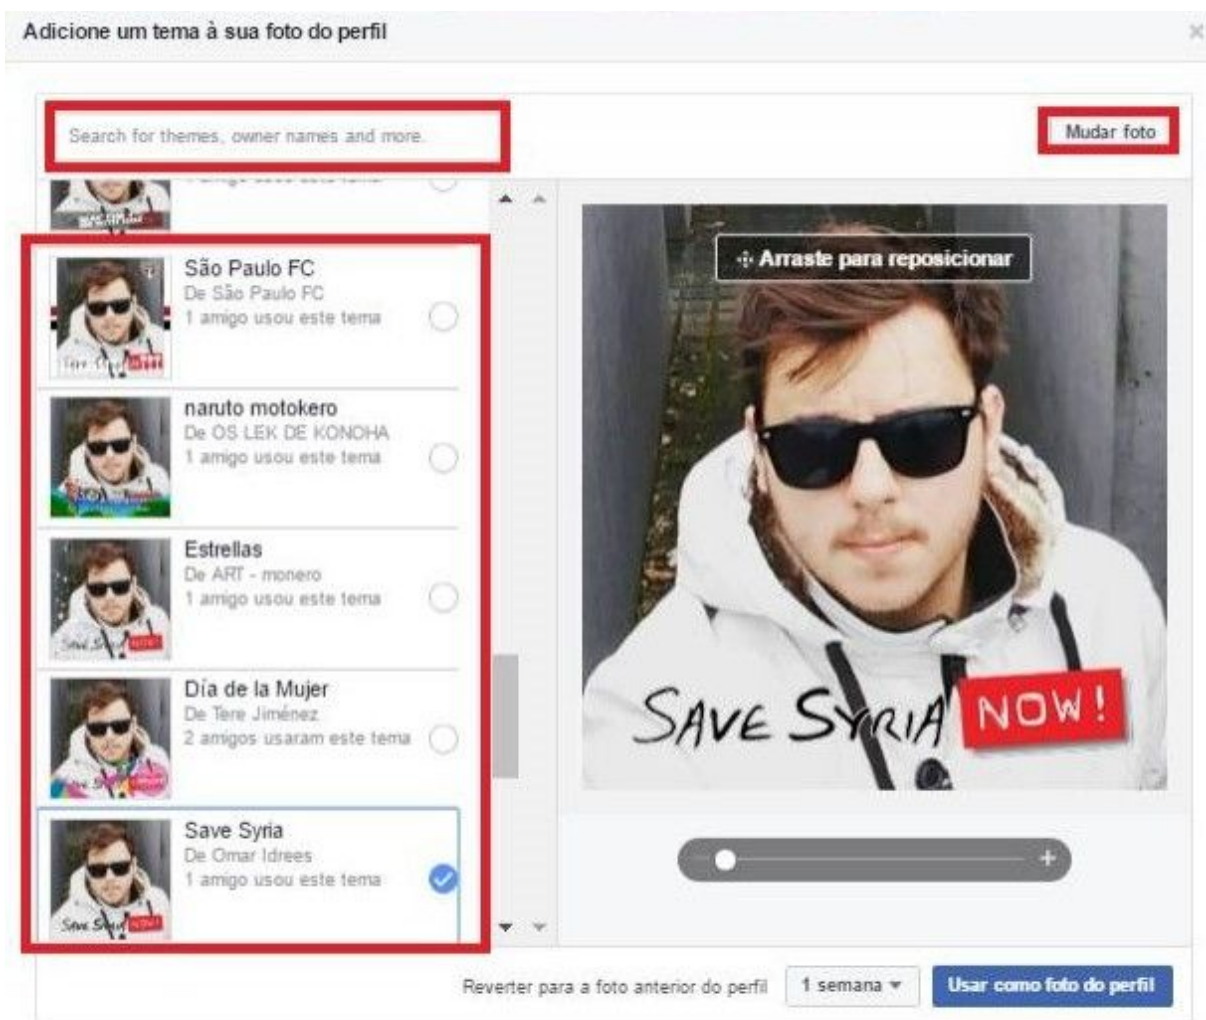 Adicione um tema à sua foto do perfil
Search for themes, owner names and more.
Mudar foto
São Paulo FC
De São Paulo FC
1 amigo usou este tema
naruto motokero
De OS LEK DE KONOHA
1 amigo usou este tema
Estrellas
De ART - monero
1 amigo usou este tema
Día de la Mujer
De Tere Jiménez
2 amigos usaram este tema
Save Syria
De Omar Idrees
1 amigo usou este tema
Arraste para reposicionar
SAVE SYRIA NOW!
Reverter para a foto anterior do perfil
1 semana
Usar como foto do perfil